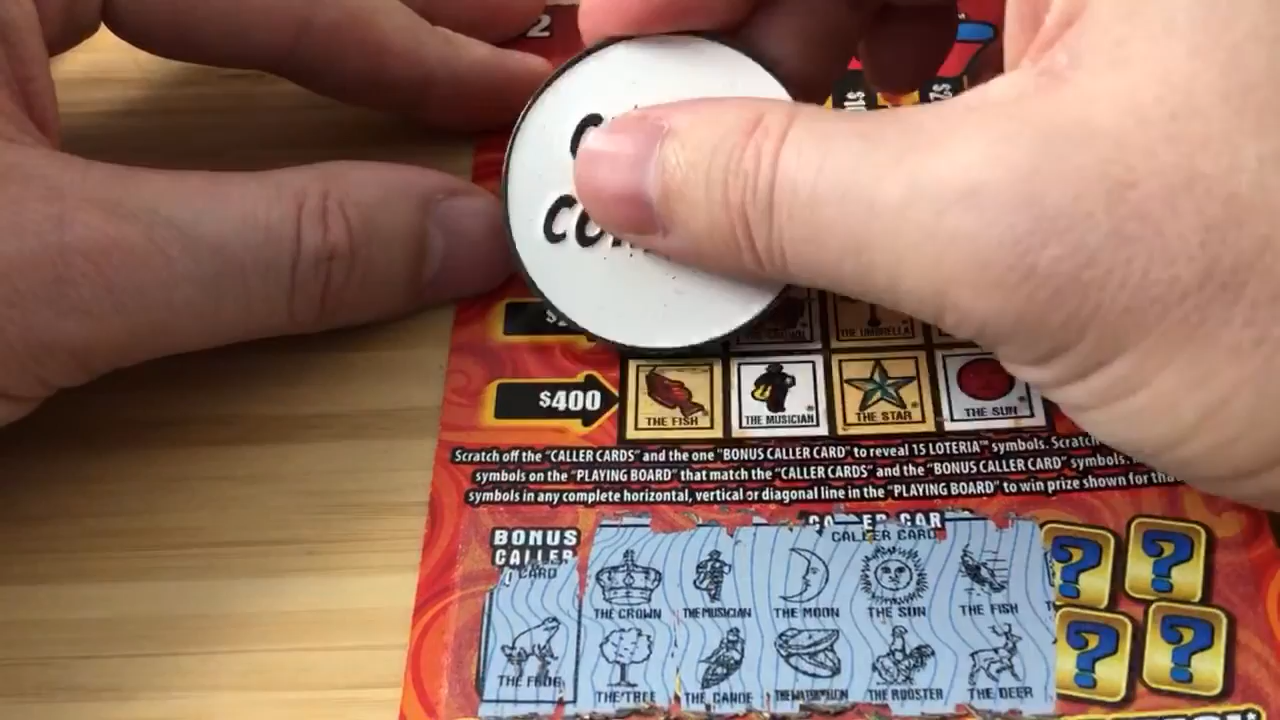 2
THE UMBRELLA
$400
THE FISH
THE MUSICIAN
THE STAR
THE SUN
Scratch off the "CALLER CARDS" and the one "BONUS CALLER CARD" to reveal 15 LOTERIA™ symbols. Scratch
symbols on the "PLAYING BOARD" that match the "CALLER CARDS" and the "BONUS CALLER CARD" symbols.
symbols in any complete horizontal, vertical or diagonal line in the "PLAYING BOARD" to win prize shown for
BONUS
CALLER
CARD
CALLER CARD
THE CROWN
THE MUSICIAN
THE MOON
THE SUN
THE FISH
THE FROG
THE TREE
THE CANOE
THE WATERMELON
THE ROOSTER
THE DEER
? ?
? ?